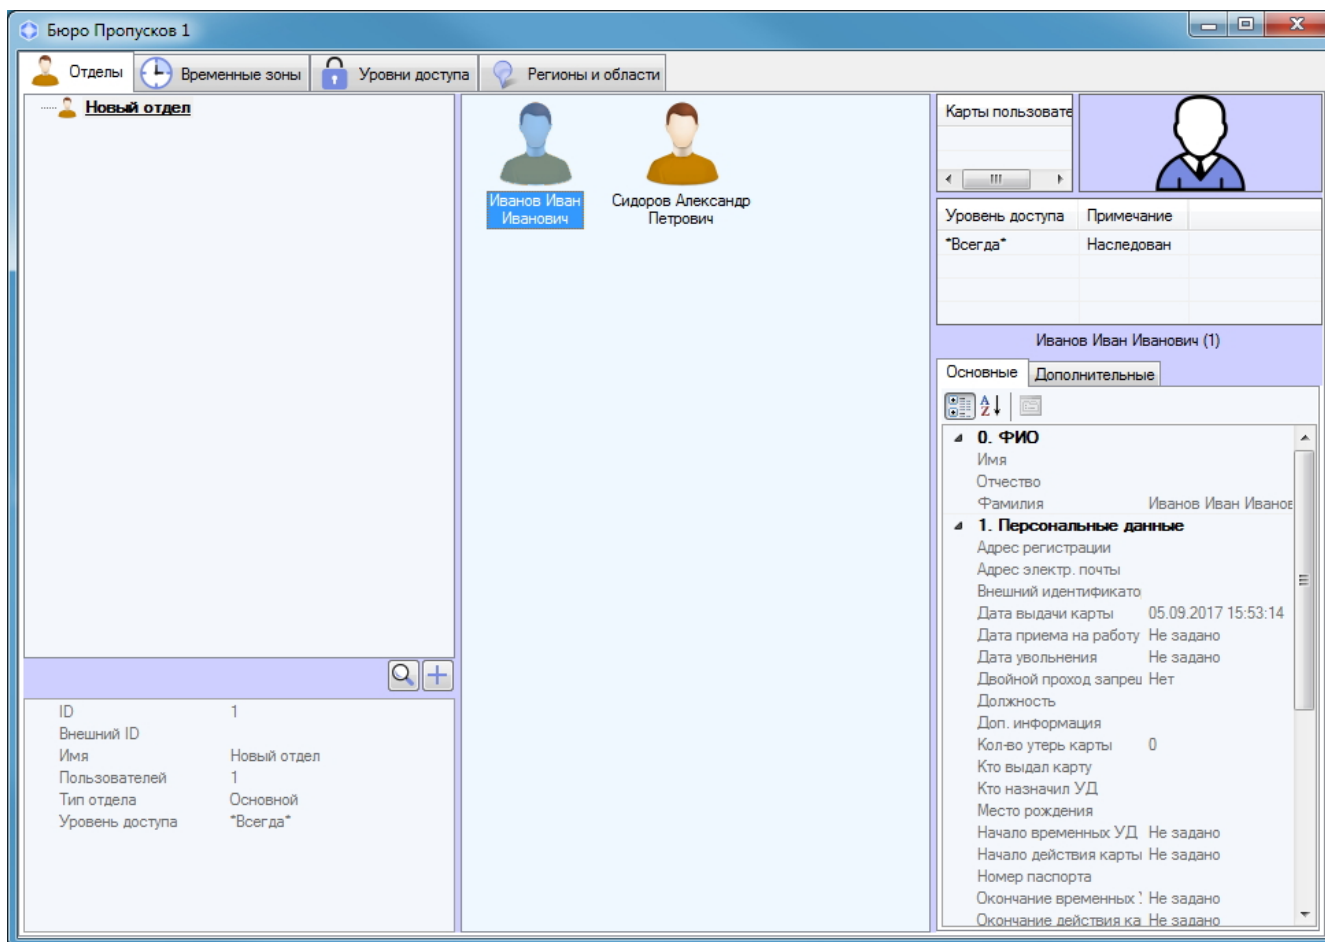 Бюро Пропусков 1
Отделы
Временные зоны
Уровни доступа
Регионы и области
Новый отдел
Иванов Иван
Иванович
Сидоров Александр
Петрович
Карты пользовате
Уровень доступа Примечание
*Всегда* Наследован
Иванов Иван Иванович (1)
Основные Дополнительные
0. ФИО
Имя
Отчество
Фамилия Иванов Иван Иванов
1. Персональные данные
Адрес регистрации
Адрес электр. почты
Внешний идентификато
Дата выдачи карты 05.09.2017 15:53:14
Дата приема на работу Не задано
Дата увольнения Не задано
Двойной проход запрещ Нет
Должность
Доп. информация
Кол-во утерь карты 0
Кто выдал карту
Кто назначил УД
Место рождения
Начало временных УД Не задано
Начало действия карты Не задано
Номер паспорта
Окончание временных Не задано
Окончание действия ка Не задано
ID 1
Внешний ID
Имя Новый отдел
Пользователей 1
Тип отдела Основной
Уровень доступа *Всегда*